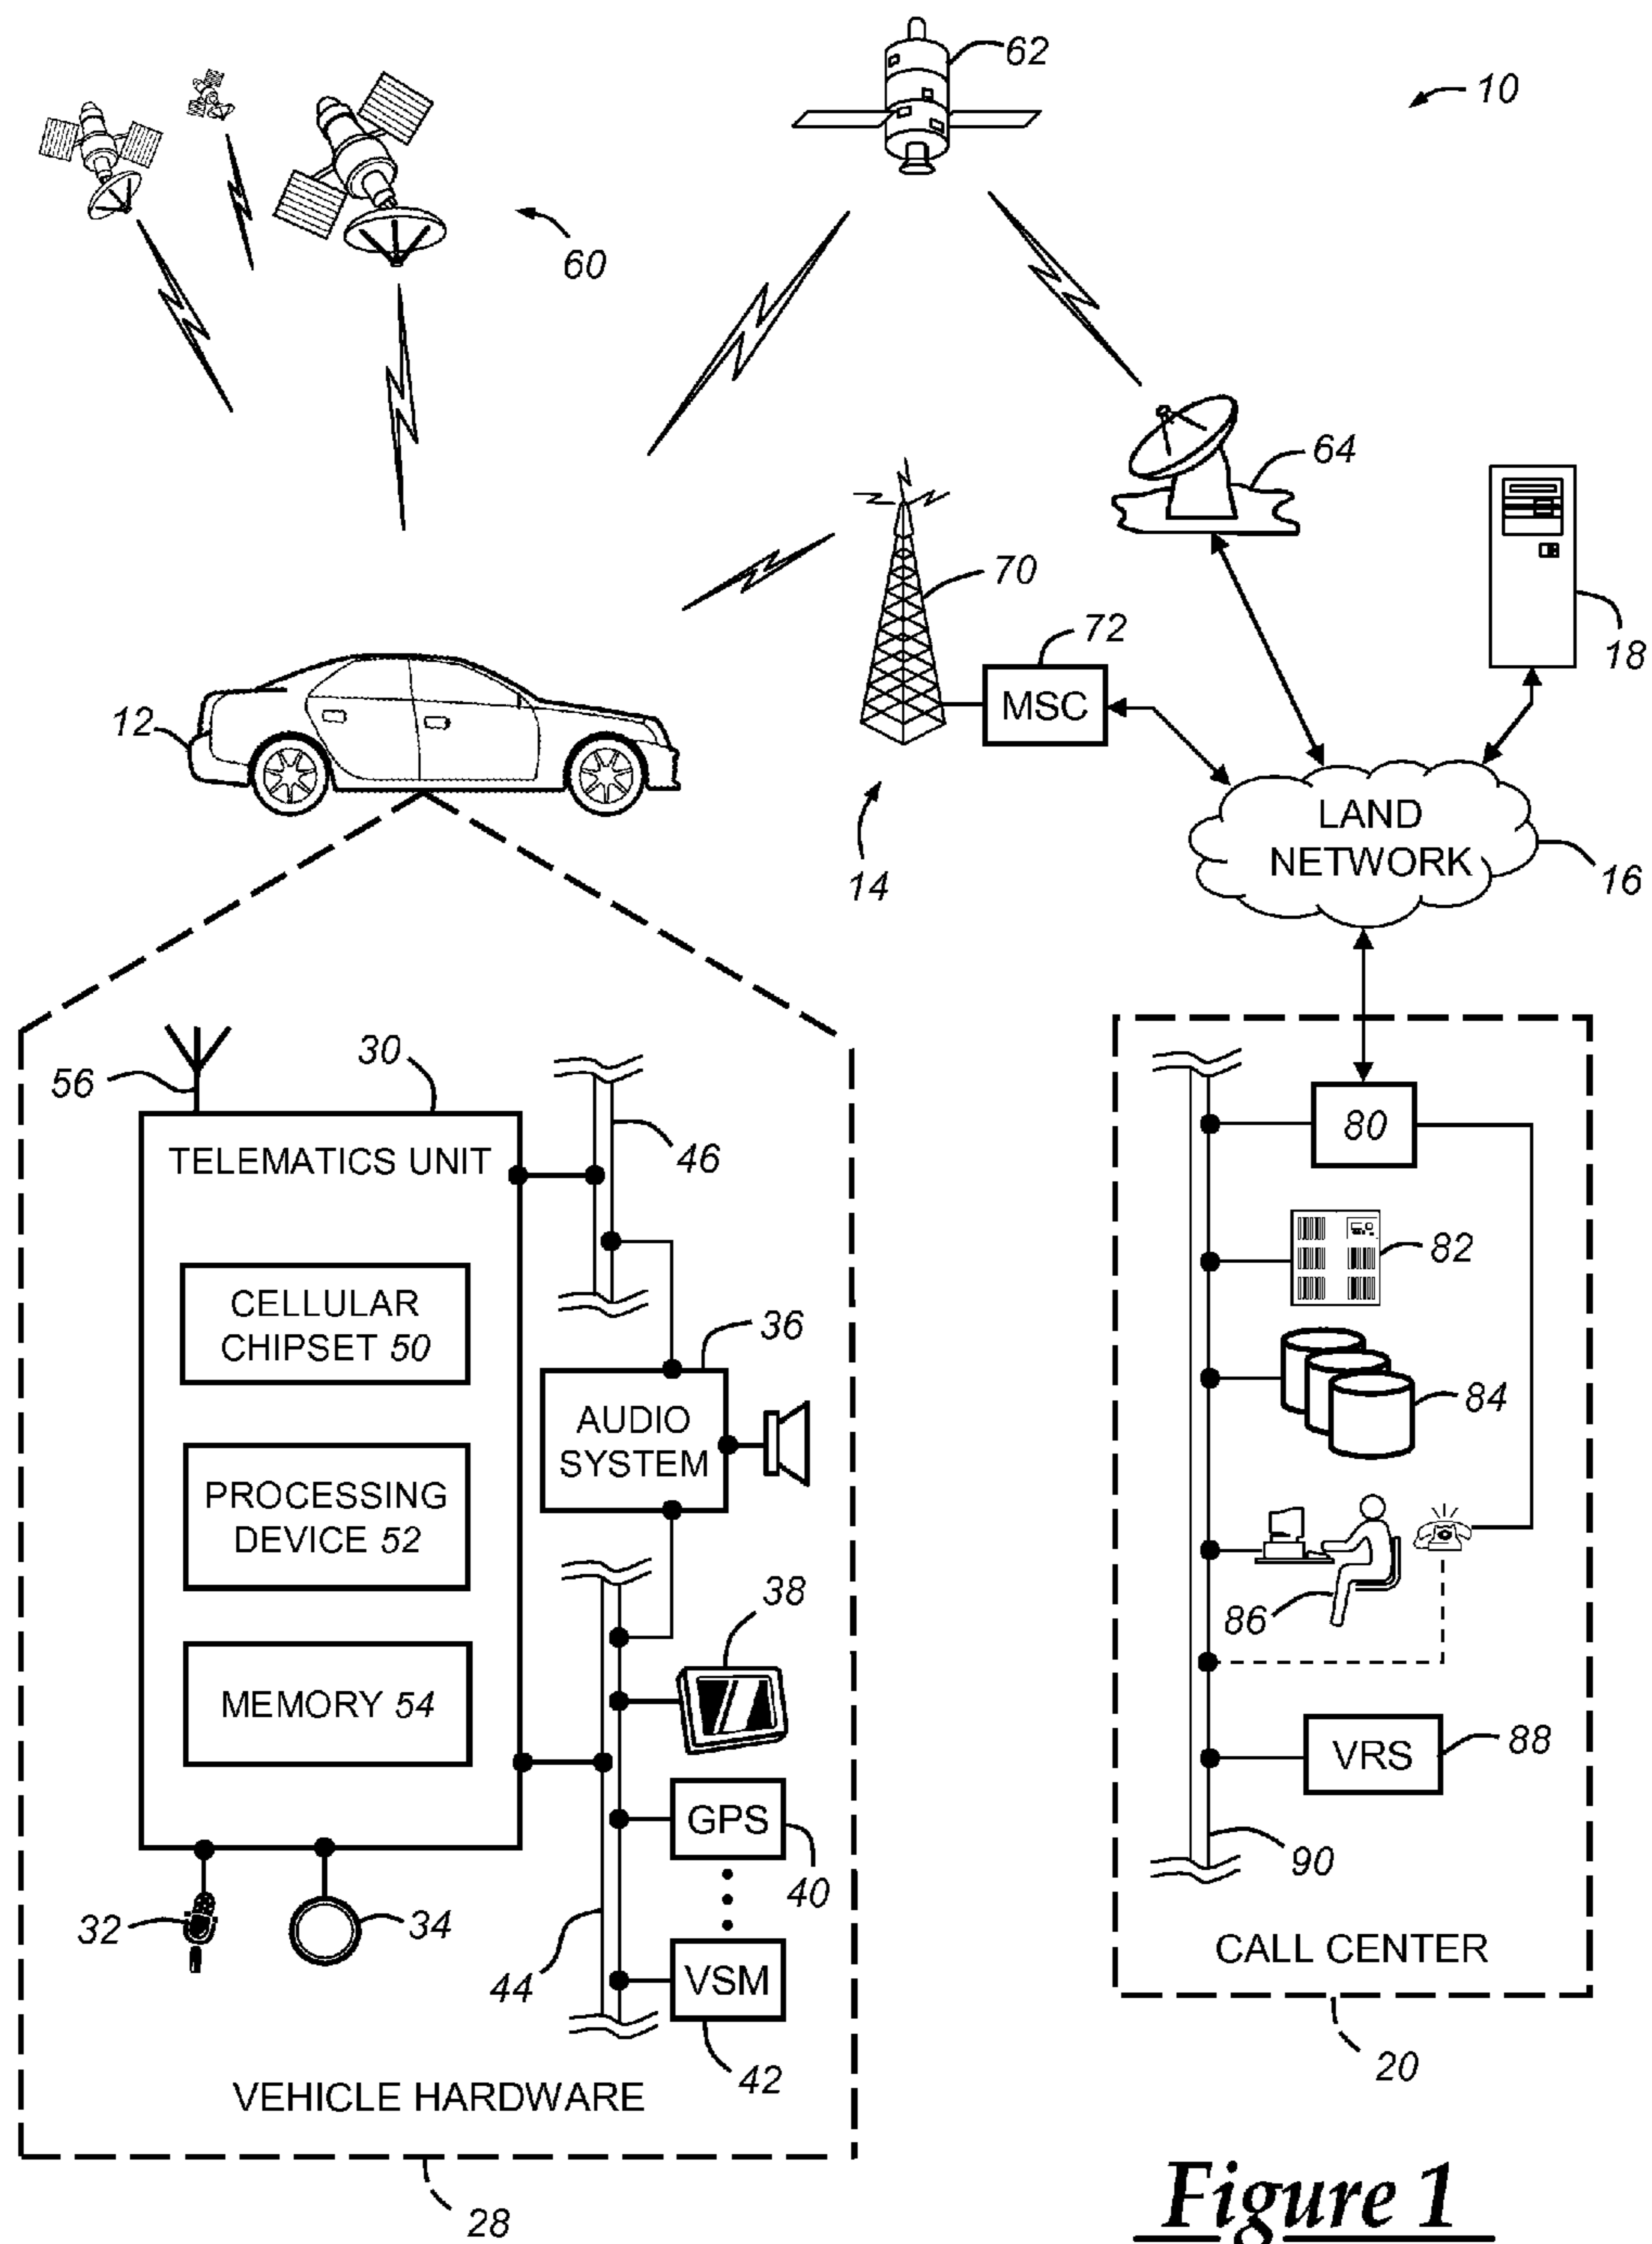 62
10
60
64
70
72
18
MSC
12
LAND
NETWORK
16
14
30
56
TELEMATICS UNIT
46
80
82
CELLULAR
CHIPSET 50
36
AUDIO
SYSTEM
84
PROCESSING
DEVICE 52
38
86
MEMORY 54
VRS
88
GPS
40
90
32
34
44
VSM
CALL CENTER
42
20
VEHICLE HARDWARE
28
Figure 1